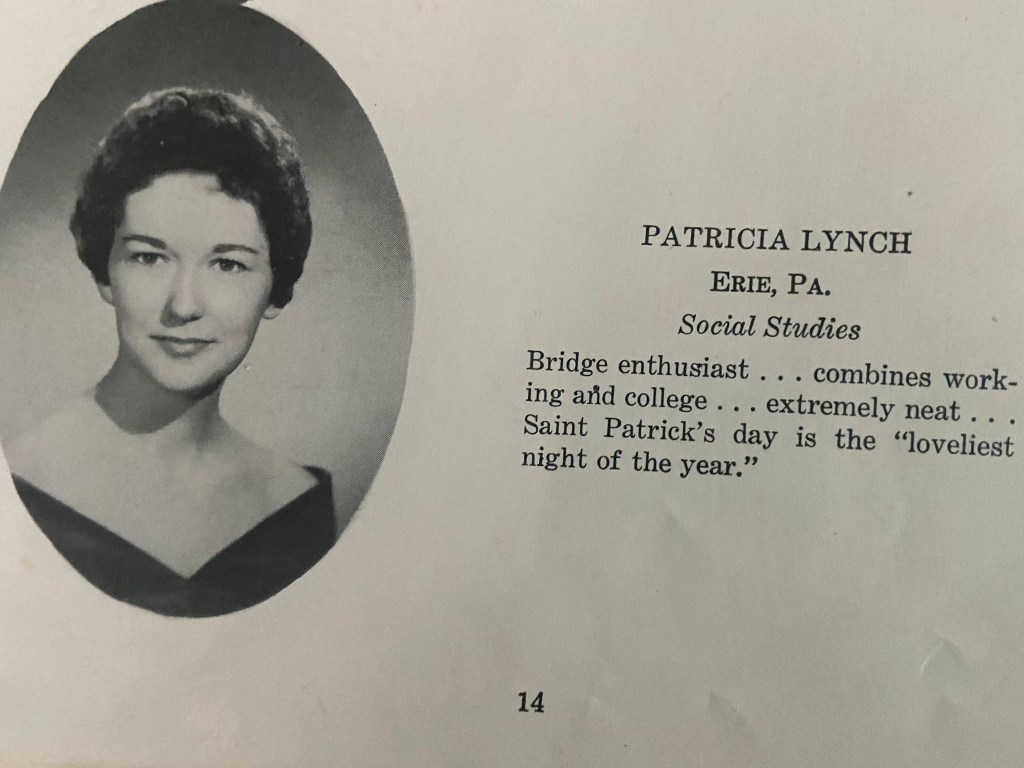 PATRICIA LYNCH
ERIE, PA.
Social Studies
Bridge enthusiast . . . combines work-
ing and college . . . extremely neat . . .
Saint Patrick's day is the “loveliest
night of the year.”
14